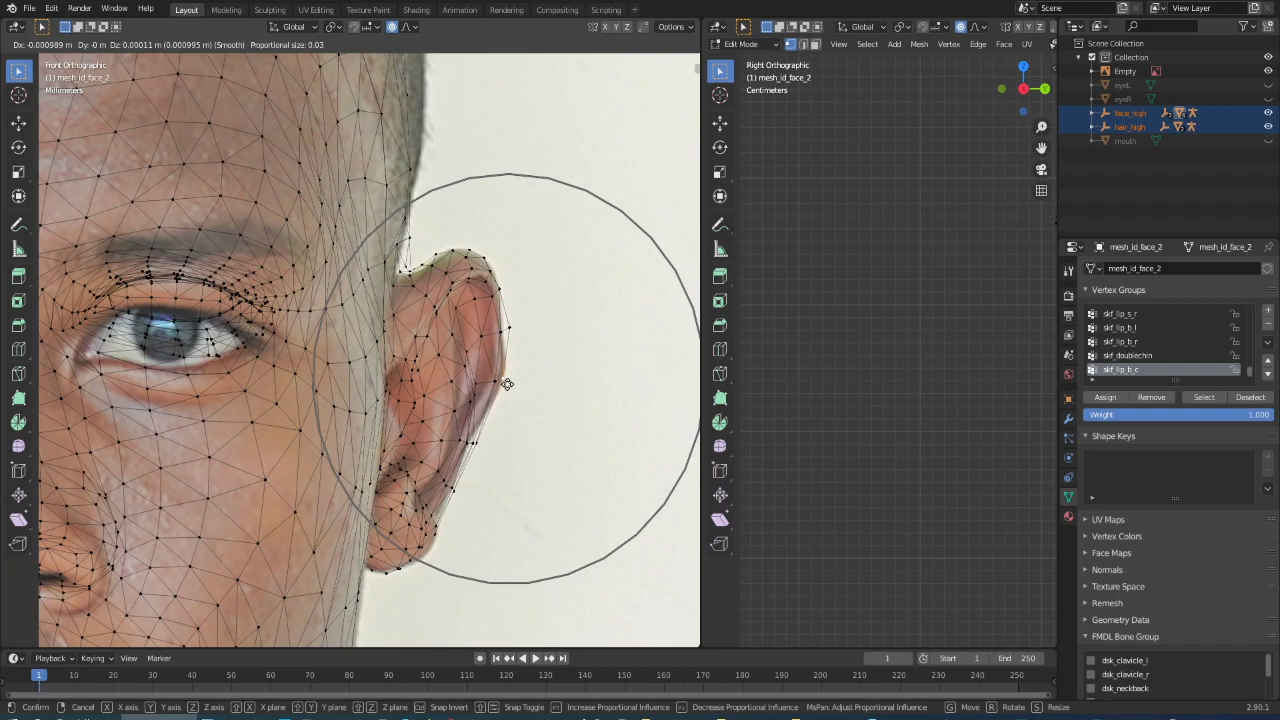 File Edit Render Window Help Layout Modeling Sculpting UV Editing Texture Paint Shading Animation Rendering Compositing Scripting + Scene View Layer
Global Options Global
Dx: -0.000989 m Dy: -0 m Dz: 0.00011 m (0.000995 m) (Smooth) Proportional size: 0.03
Edit Mode View Select Add Mesh Vertex Edge Face UV
Front Orthographic
(1) mesh_id_face_2
Millimeters
Right Orthographic
(1) mesh_id_face_2
Centimeters
Z
Y
X
Scene Collection
Collection
Empty
eyeL
eyeR
face_high
hair_high
mouth
mesh_id_face_2 mesh_id_face_2
mesh_id_face_2
Vertex Groups
skf_lip_s_r
skf_lip_b_l
skf_lip_b_r
skf_doublechin
skf_lip_b_c
Assign Remove Select Deselect
Weight 1.000
Shape Keys
UV Maps
Vertex Colors
Face Maps
Normals
Texture Space
Remesh
Geometry Data
FMDL Bone Group
dsk_clavicle_l
dsk_clavicle_r
dsk_neckback
Playback Keying View Marker 1 Start 1 End 250
1 10 20 30 40 50 60 70 80 90 100 110 120 130 140 150 160 170 180 190 200 210 220 230 240 250
Confirm Cancel X X axis Y Y axis Z Z axis X X plane Y Y plane Z Z plane Snap Invert Snap Toggle Increase Proportional Influence Decrease Proportional Influence MsPan: Adjust Proportional Influence G Move R Rotate S Resize 2.90.1